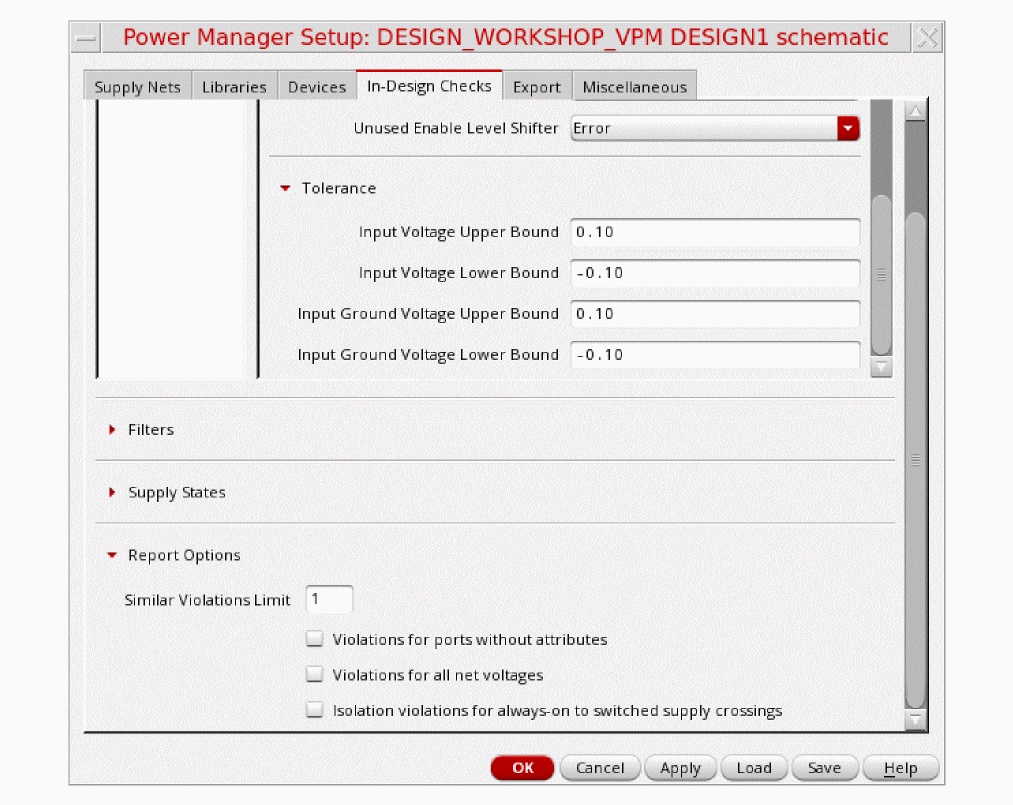 Power Manager Setup: DESIGN_WORKSHOP_VPM DESIGN1 schematic
Supply Nets Libraries Devices In-Design Checks Export Miscellaneous
Unused Enable Level Shifter Error
Tolerance
Input Voltage Upper Bound 0.10
Input Voltage Lower Bound -0.10
Input Ground Voltage Upper Bound 0.10
Input Ground Voltage Lower Bound -0.10
Filters
Supply States
Report Options
Similar Violations Limit 1
Violations for ports without attributes
Violations for all net voltages
Isolation violations for always-on to switched supply crossings
OK Cancel Apply Load Save Help